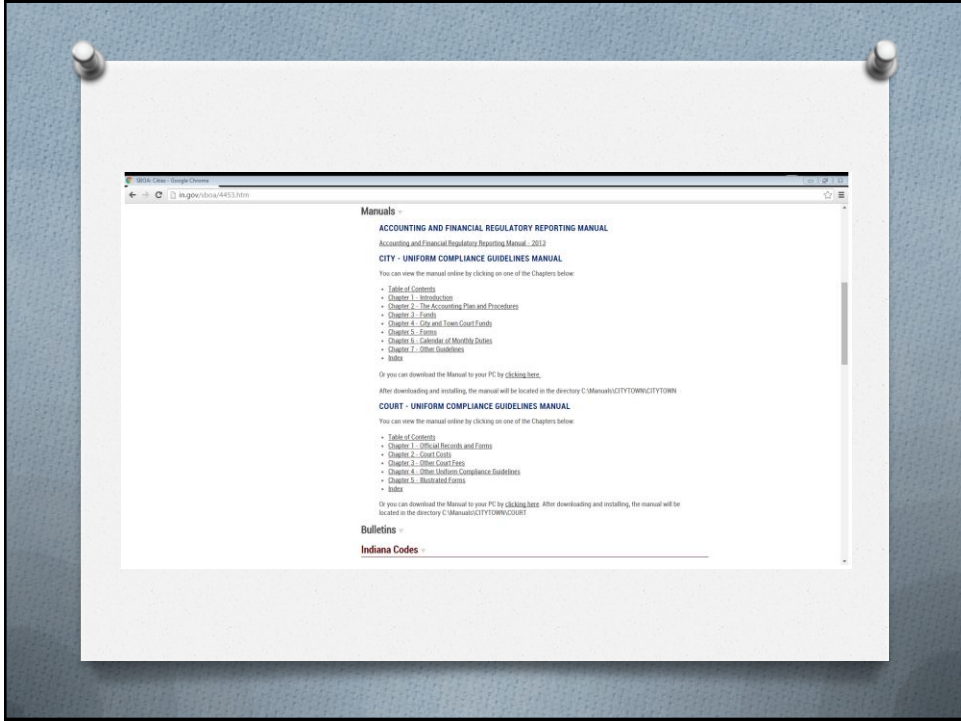 SBOA: Cities - Google Chrome
in.gov/sboa/4453.htm
Manuals
ACCOUNTING AND FINANCIAL REGULATORY REPORTING MANUAL
Accounting and Financial Regulatory Reporting Manual - 2013
CITY - UNIFORM COMPLIANCE GUIDELINES MANUAL
You can view the manual online by clicking on one of the Chapters below:
Table of Contents
Chapter 1 - Introduction
Chapter 2 - The Accounting Plan and Procedures
Chapter 3 - Funds
Chapter 4 - City and Town Court Funds
Chapter 5 - Forms
Chapter 6 - Calendar of Monthly Duties
Chapter 7 - Other Guidelines
Index
Or you can download the Manual to your PC by clicking here.
After downloading and installing, the manual will be located in the directory C:\Manuals\CITYTOWN\CITYTOWN
COURT - UNIFORM COMPLIANCE GUIDELINES MANUAL
You can view the manual online by clicking on one of the Chapters below:
Table of Contents
Chapter 1 - Official Records and Forms
Chapter 2 - Court Costs
Chapter 3 - Other Court Fees
Chapter 4 - Other Uniform Compliance Guidelines
Chapter 5 - Illustrated Forms
Index
Or you can download the Manual to your PC by clicking here. After downloading and installing, the manual will be
located in the directory C:\Manuals\CITYTOWN\COURT
Bulletins
Indiana Codes